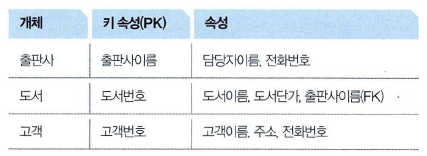 개체 키 속성(PK) 속성
출판사 출판사이름 담당자이름, 전화번호
도서 도서번호 도서이름, 도서단가, 출판사이름(FK)
고객 고객번호 고객이름, 주소, 전화번호